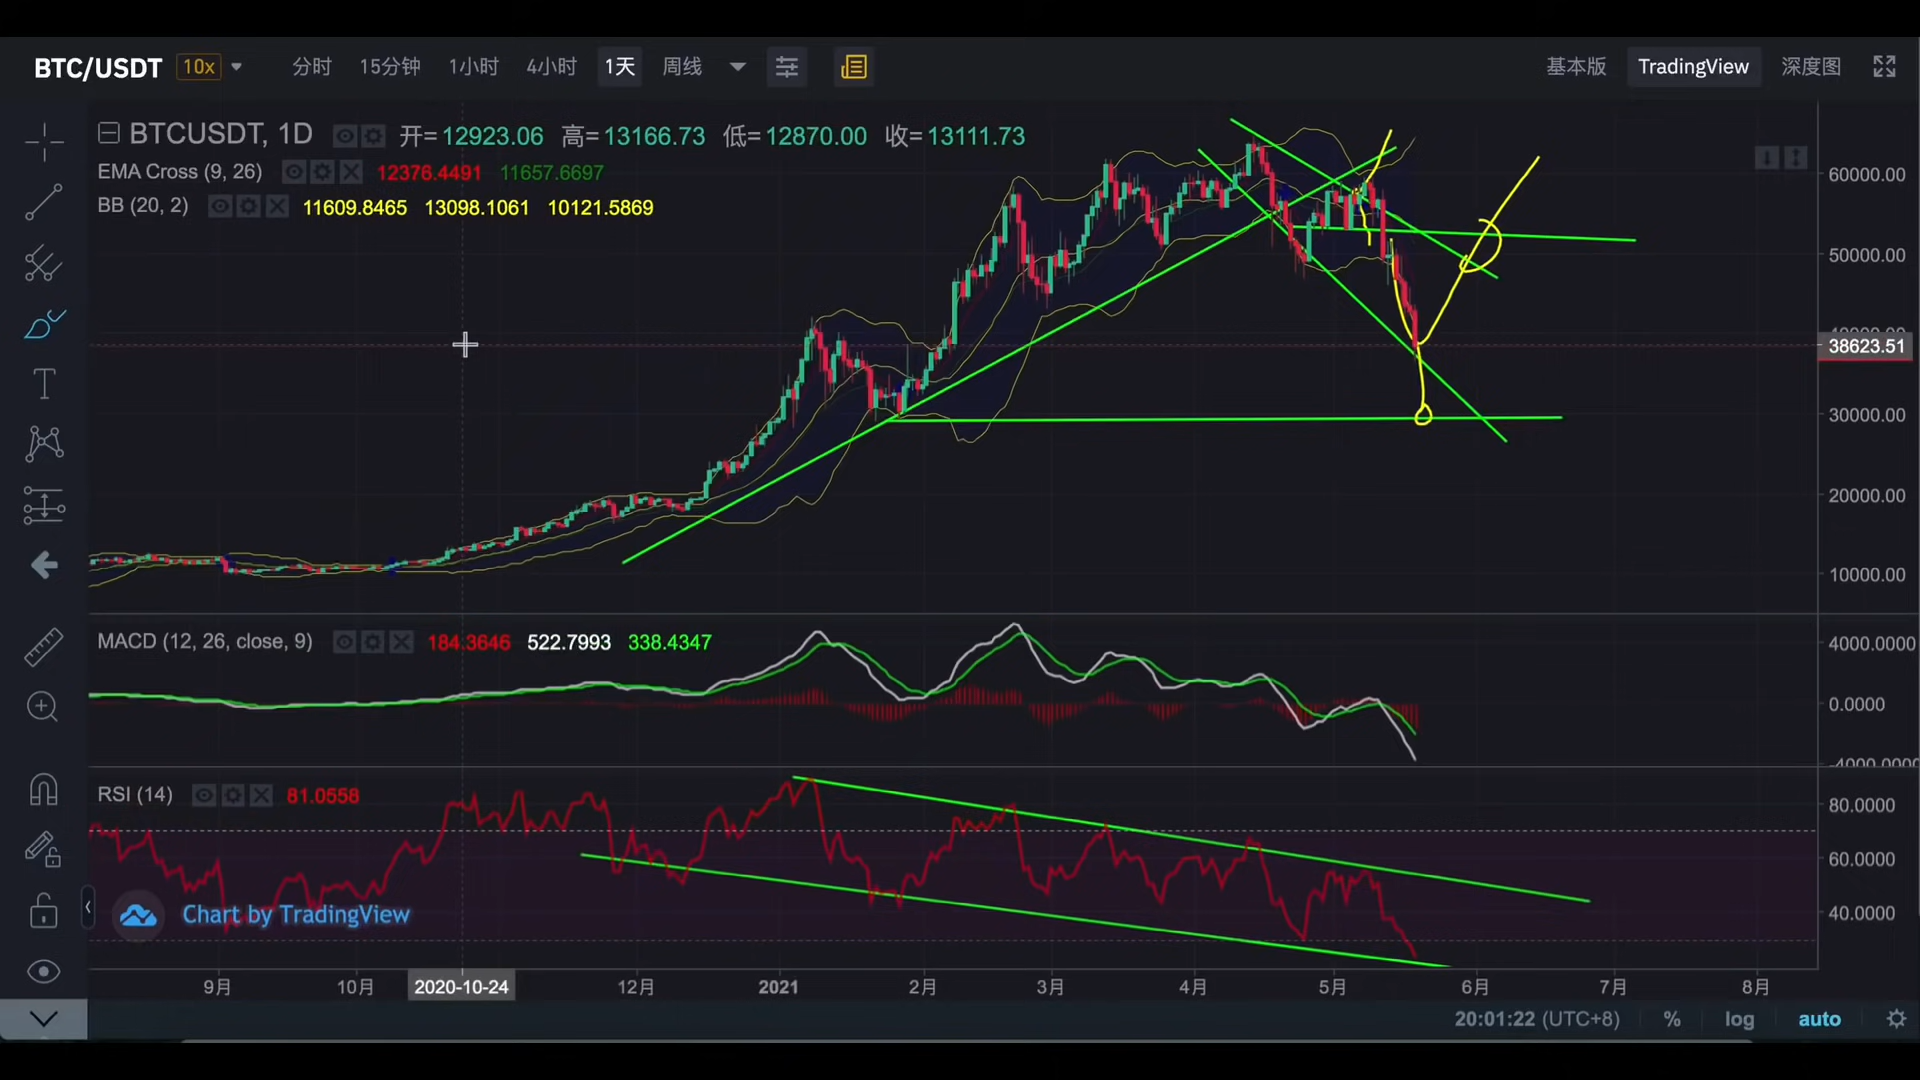 BTC/USDT 10x 分时 15分钟 1小时 4小时 1天 周线 基本版 TradingView 深度图
BTCUSDT, 1D 开=12923.06 高=13166.73 低=12870.00 收=13111.73
EMA Cross (9, 26) 12376.4491 11657.6697
BB (20, 2) 11609.8465 13098.1061 10121.5869
60000.00
50000.00
38623.51
30000.00
20000.00
10000.00
MACD (12, 26, close, 9) 184.3646 522.7993 338.4347
4000.0000
0.0000
-4000.0000
RSI (14) 81.0558
80.0000
60.0000
40.0000
Chart by TradingView
9月 10月 2020-10-24 12月 2021 2月 3月 4月 5月 6月 7月 8月
20:01:22 (UTC+8) % log auto